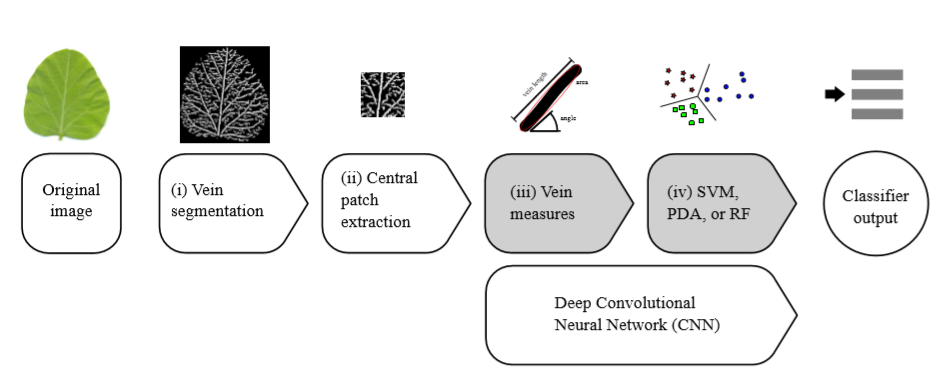 vein length
area
angle
Original
image
(i) Vein
segmentation
(ii) Central
patch
extraction
(iii) Vein
measures
(iv) SVM,
PDA, or RF
Classifier
output
Deep Convolutional
Neural Network (CNN)